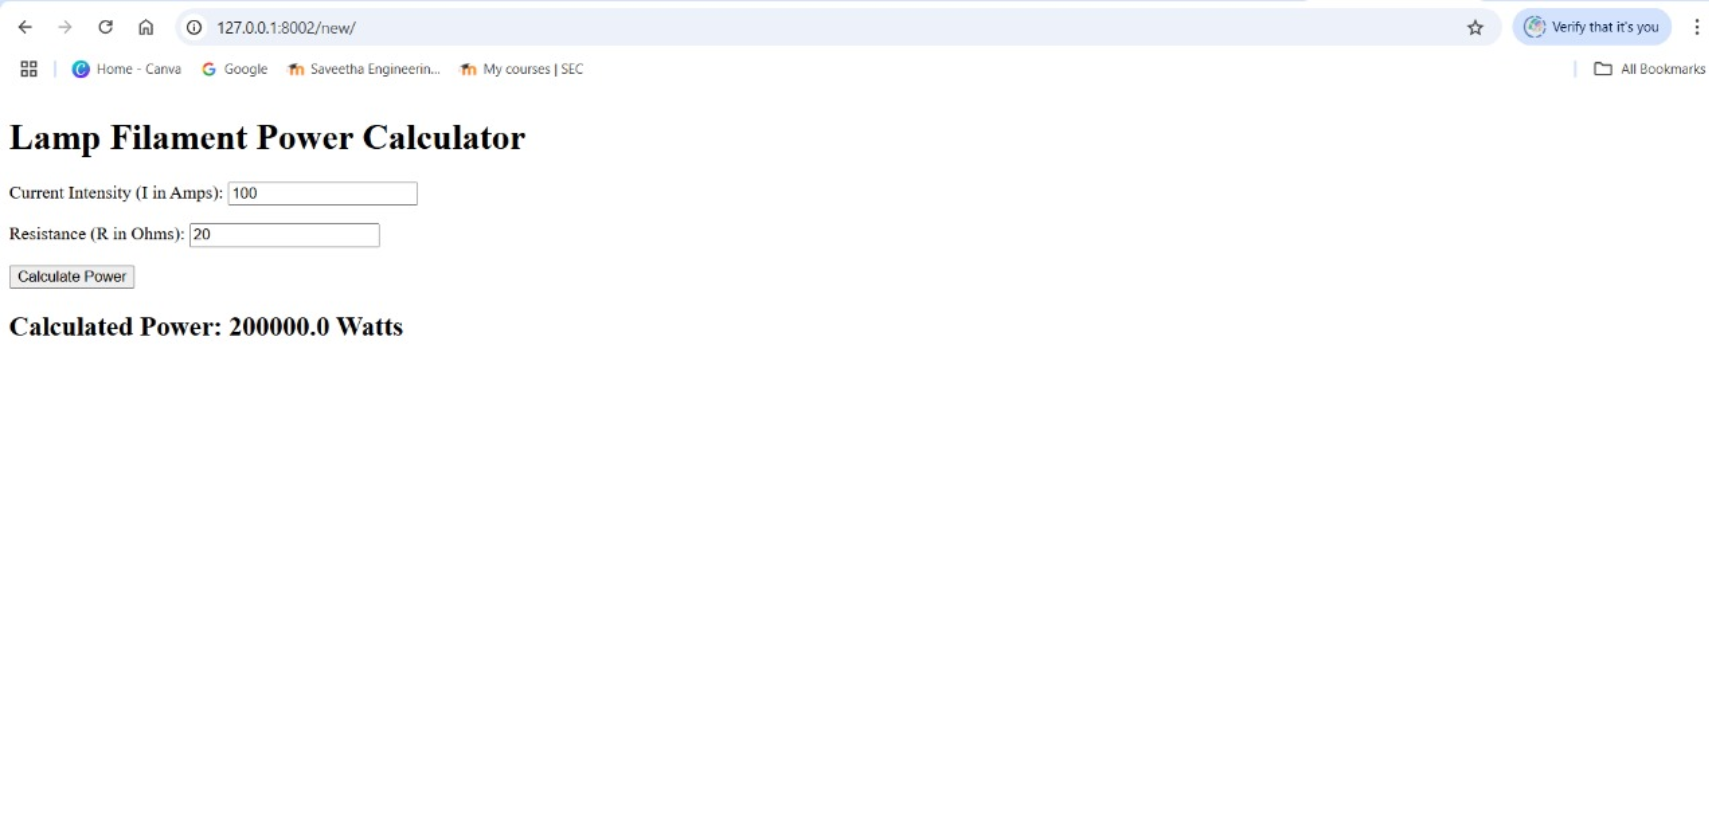 127.0.0.1:8002/new/ Verify that it's you
Home - Canva Google Saveetha Engineerin... My courses | SEC All Bookmarks
Lamp Filament Power Calculator
Current Intensity (I in Amps): 100
Resistance (R in Ohms): 20
Calculate Power
Calculated Power: 200000.0 Watts